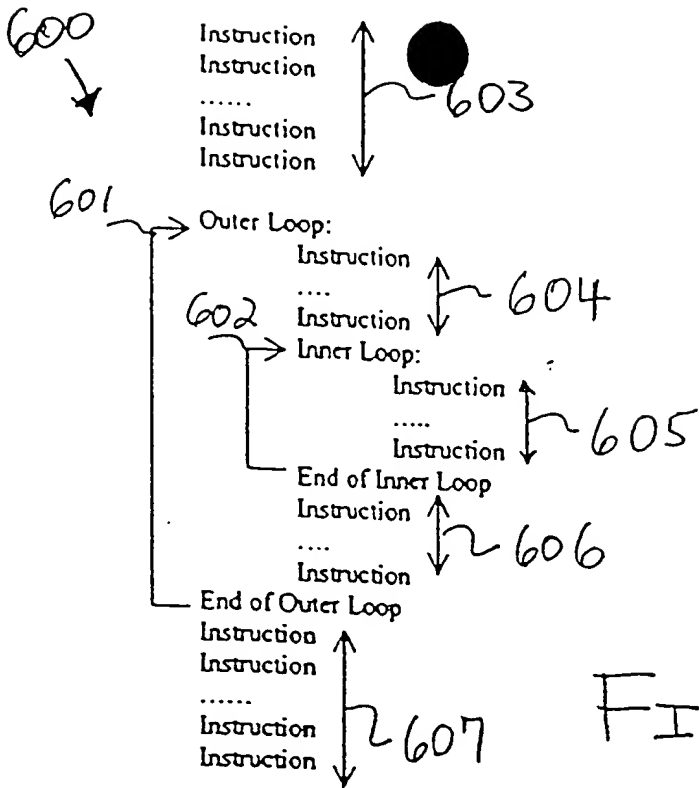 600
Instruction
Instruction
......
Instruction
Instruction
603
601
Outer Loop:
Instruction
....
Instruction
604
602
Inner Loop:
Instruction
.....
Instruction
605
End of Inner Loop
Instruction
....
Instruction
606
End of Outer Loop
Instruction
Instruction
......
Instruction
Instruction
607
FI